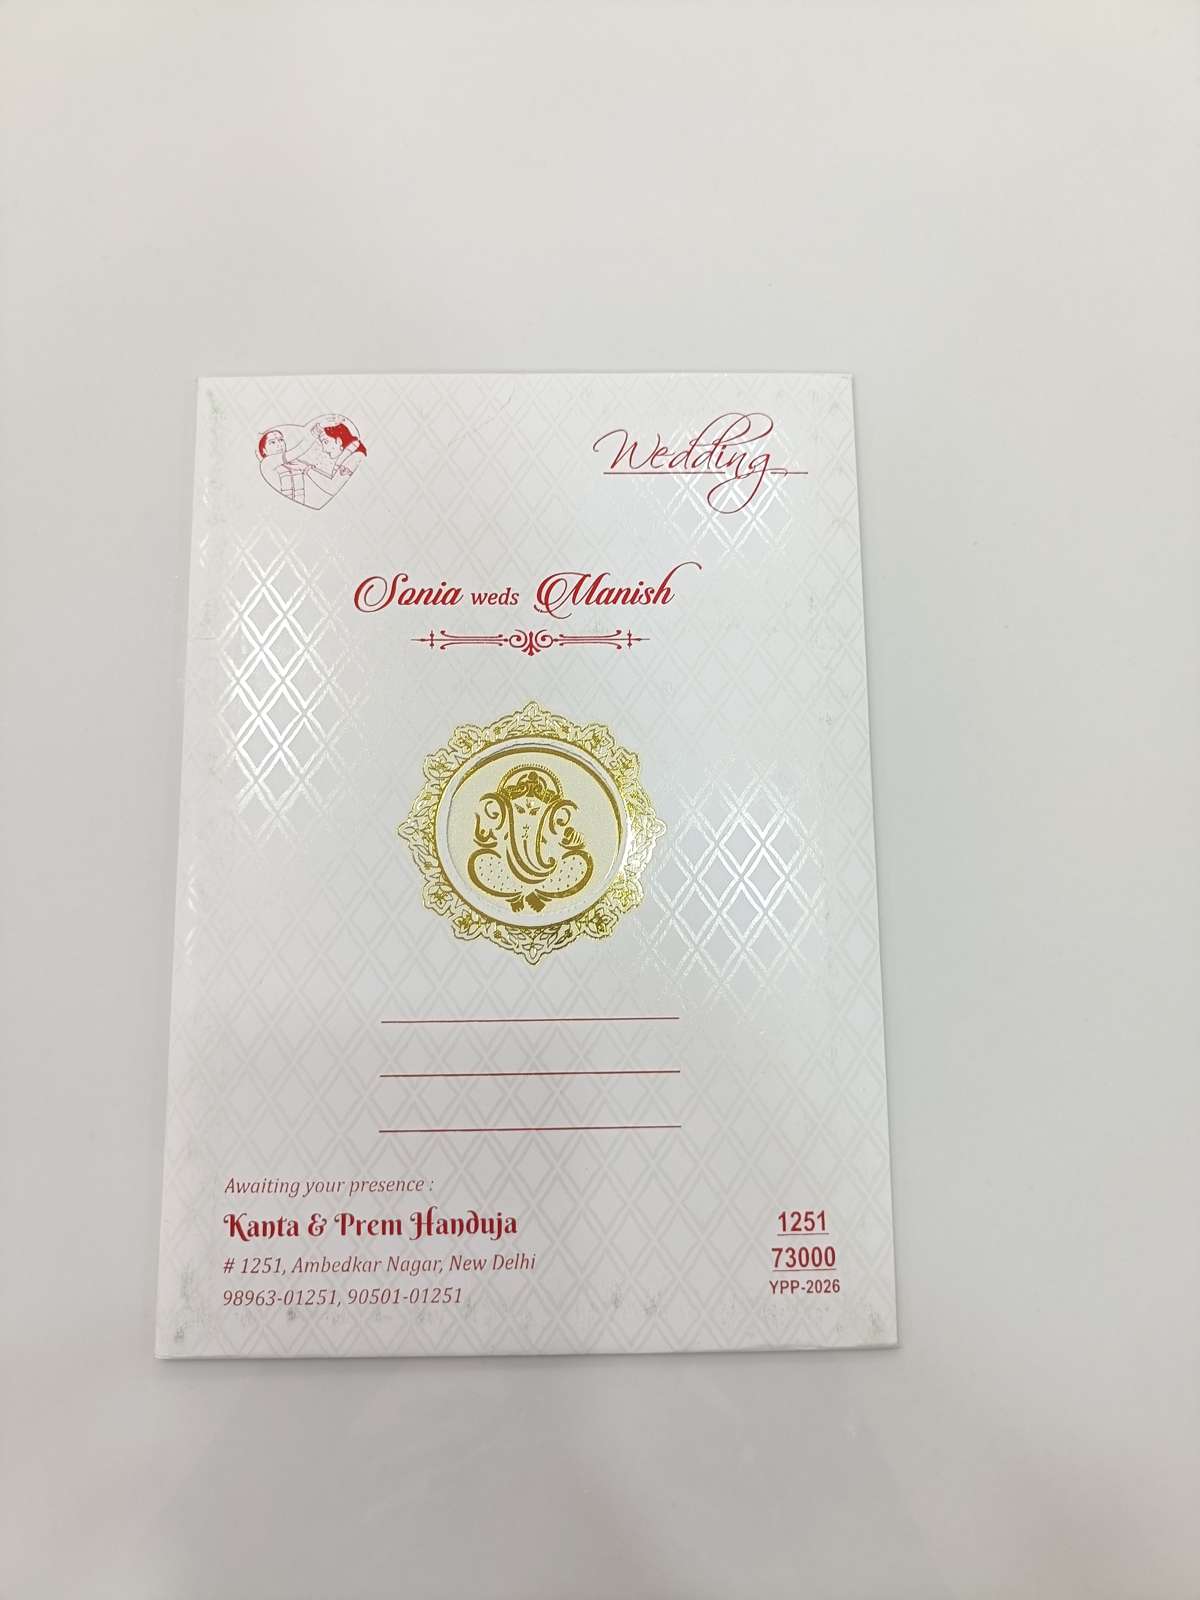 Wedding
Sonia weds Manish
Awaiting your presence :
Kanta & Prem Handuja
# 1251, Ambedkar Nagar, New Delhi
98963-01251, 90501-01251
1251
73000
YPP-2026